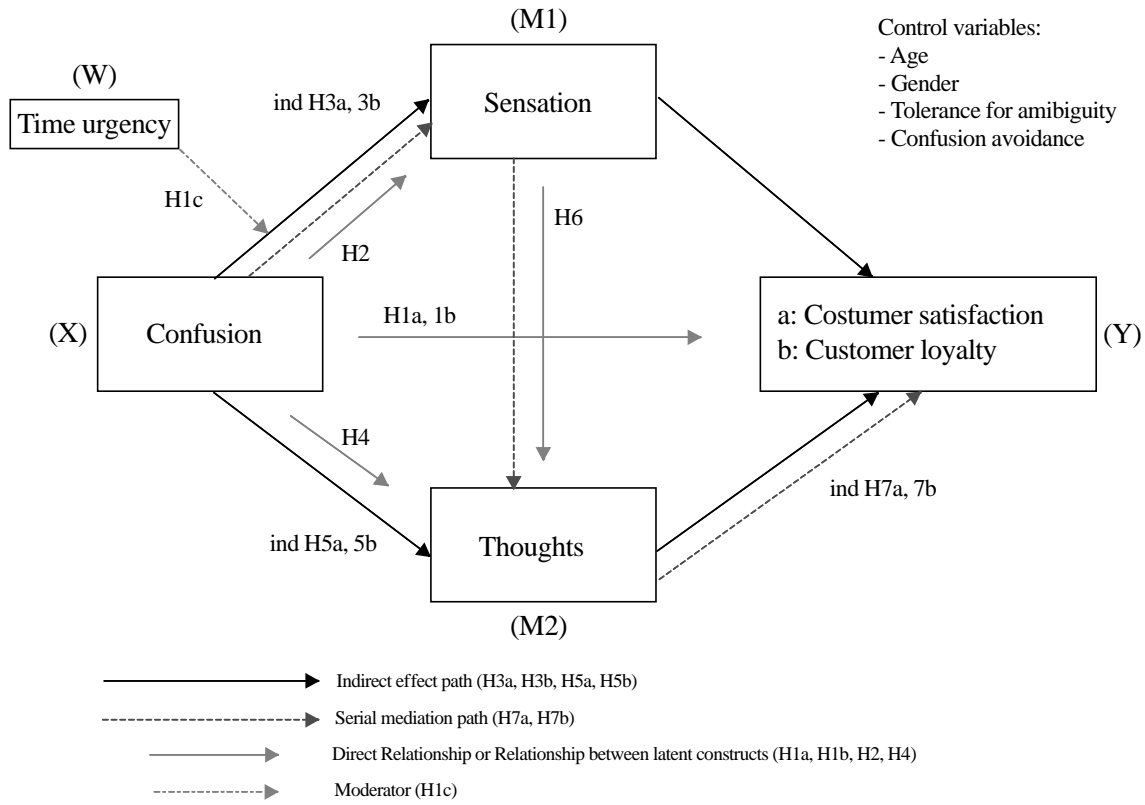 (M1)
Control variables:
- Age
- Gender
- Tolerance for amibiguity
- Confusion avoidance
(W)
Time urgency
ind H3a, 3b
Sensation
H1c
H2
H6
(X)
Confusion
H1a, 1b
a: Costumer satisfaction
b: Customer loyalty
(Y)
H4
ind H5a, 5b
Thoughts
ind H7a, 7b
(M2)
Indirect effect path (H3a, H3b, H5a, H5b)
Serial mediation path (H7a, H7b)
Direct Relationship or Relationship between latent constructs (H1a, H1b, H2, H4)
Moderator (H1c)